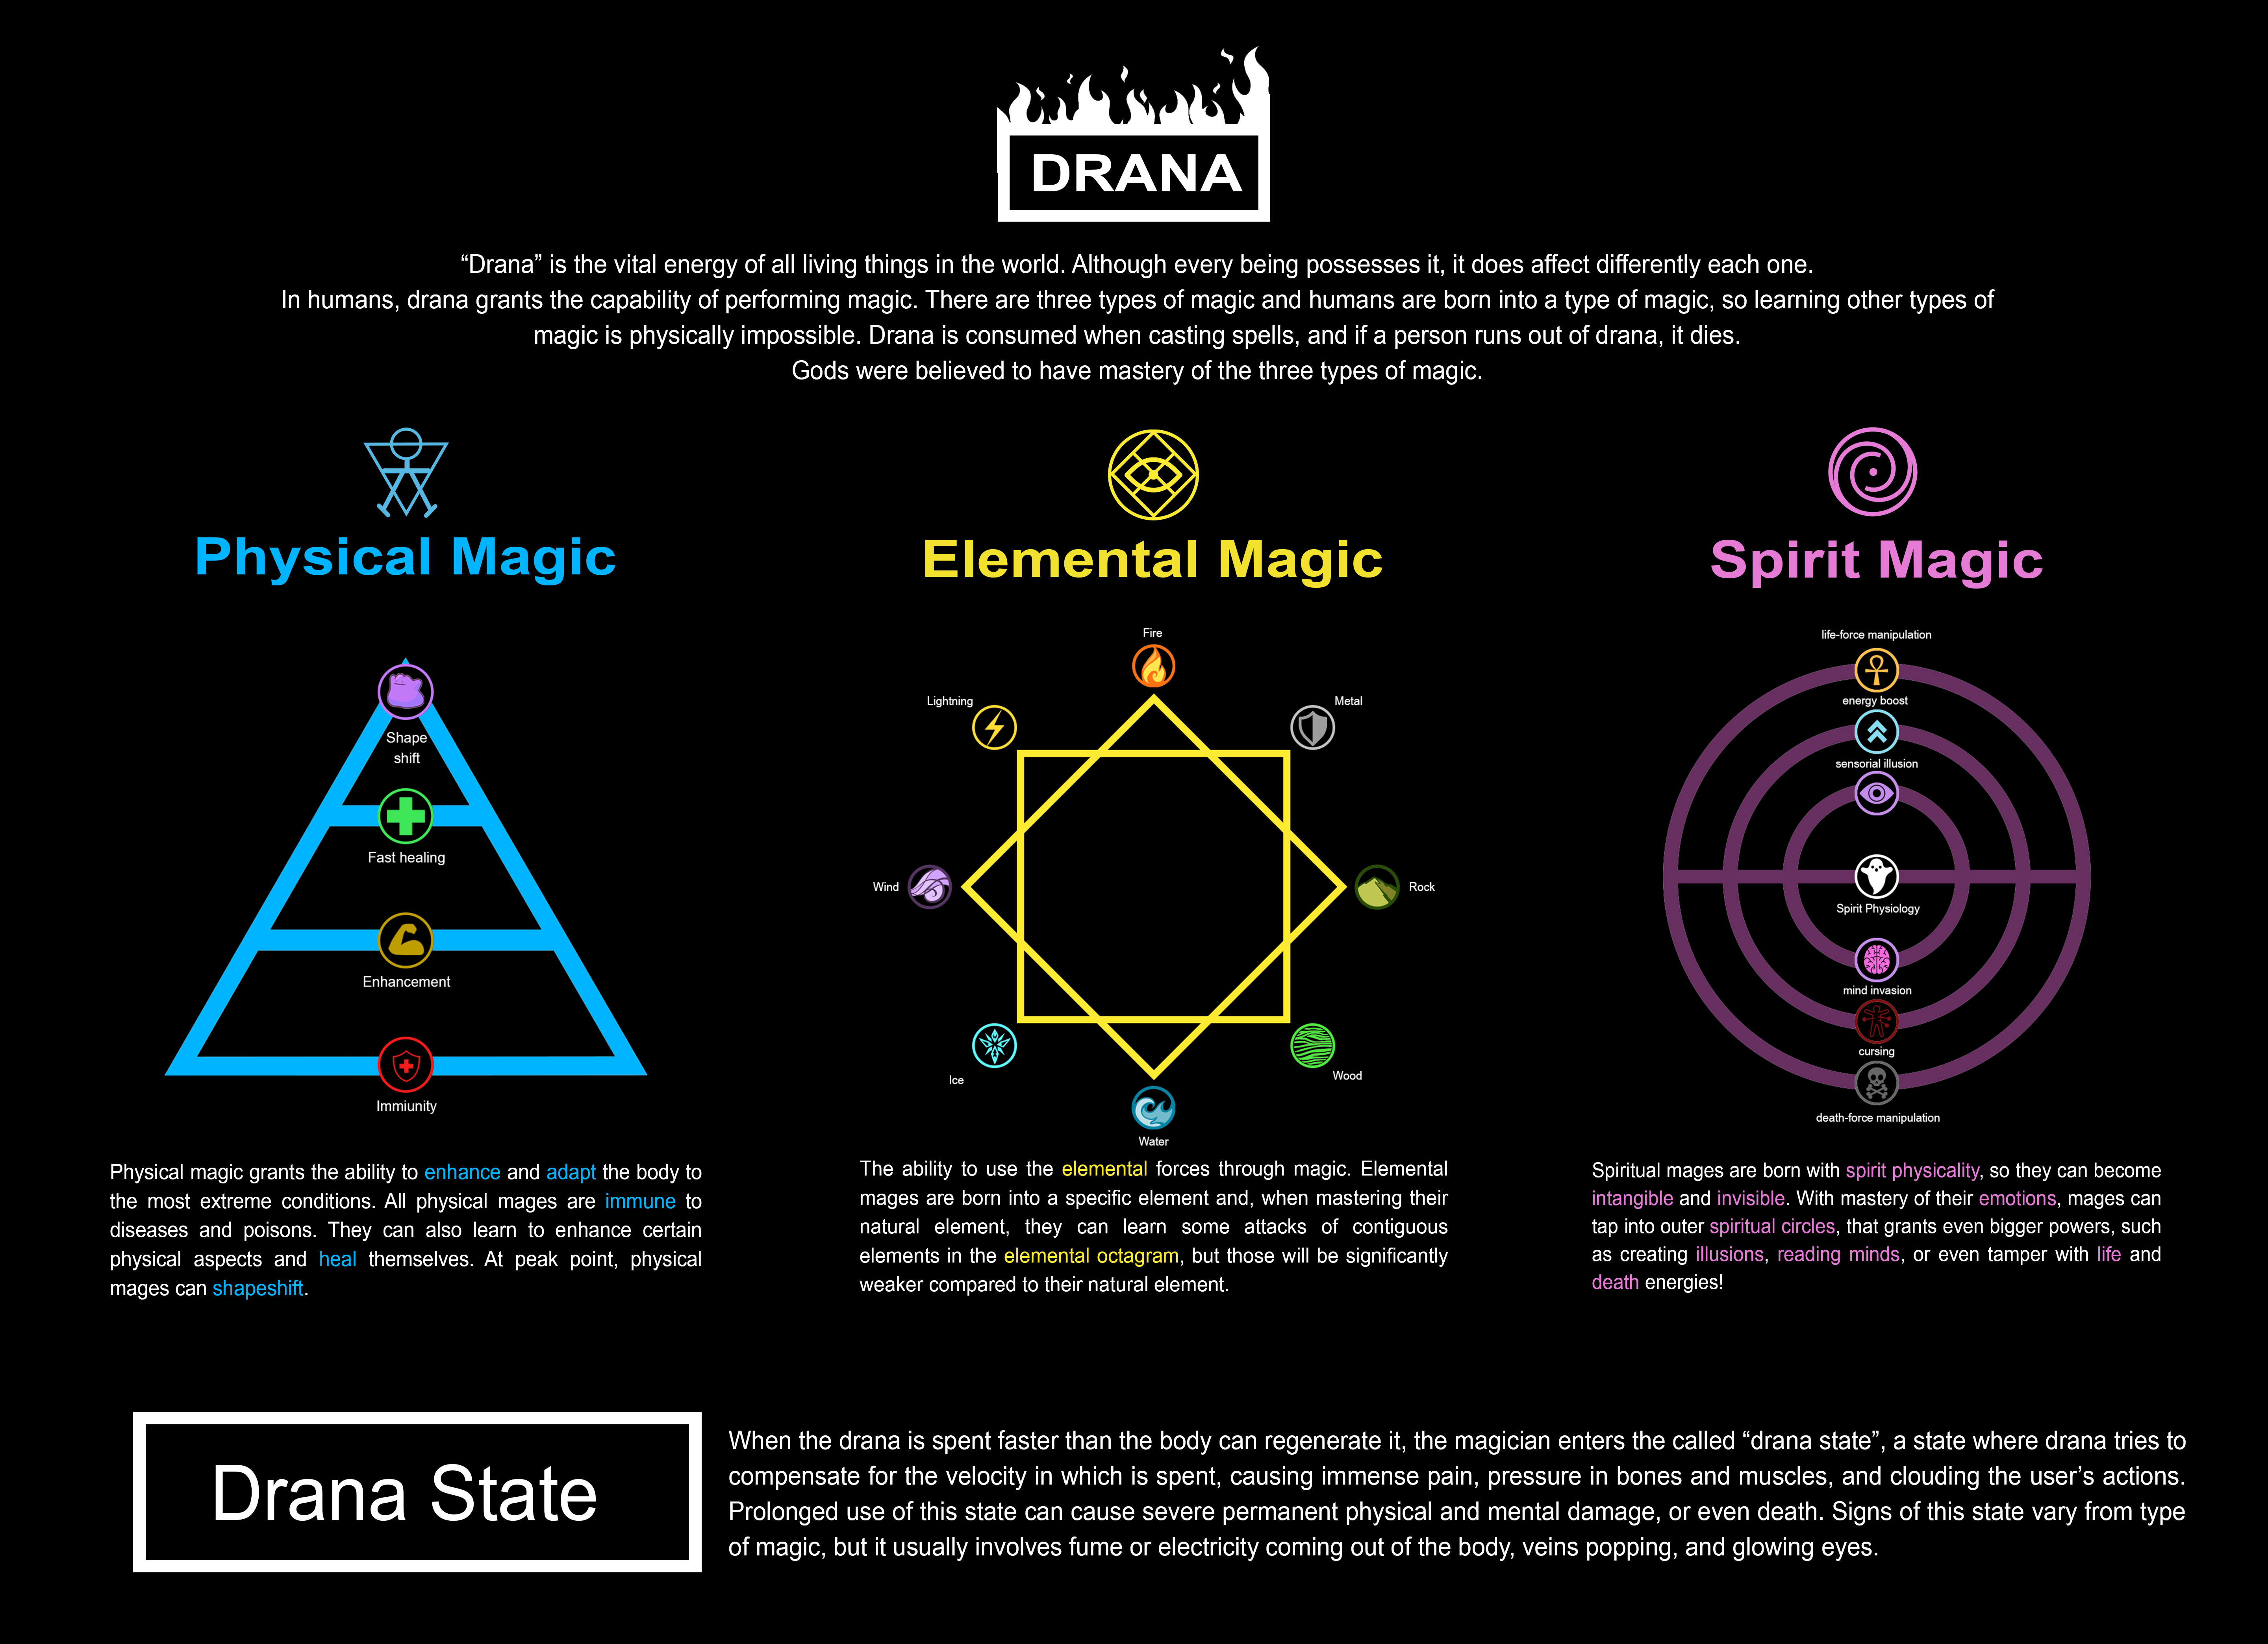 DRANA
“Drana” is the vital energy of all living things in the world. Although every being possesses it, it does affect differently each one.
In humans, drana grants the capability of performing magic. There are three types of magic and humans are born into a type of magic, so learning other types of
magic is physically impossible. Drana is consumed when casting spells, and if a person runs out of drana, it dies.
Gods were believed to have mastery of the three types of magic.
Physical Magic
Shape
shift
Fast healing
Enhancement
Immiunity
Physical magic grants the ability to enhance and adapt the body to
the most extreme conditions. All physical mages are immune to
diseases and poisons. They can also learn to enhance certain
physical aspects and heal themselves. At peak point, physical
mages can shapeshift.
Elemental Magic
Fire
Lightning
Metal
Wind
Rock
Ice
Wood
Water
The ability to use the elemental forces through magic. Elemental
mages are born into a specific element and, when mastering their
natural element, they can learn some attacks of contiguous
elements in the elemental octagram, but those will be significantly
weaker compared to their natural element.
Spirit Magic
life-force manipulation
energy boost
sensorial illusion
Spirit Physiology
mind invasion
cursing
death-force manipulation
Spiritual mages are born with spirit physicality, so they can become
intangible and invisible. With mastery of their emotions, mages can
tap into outer spiritual circles, that grants even bigger powers, such
as creating illusions, reading minds, or even tamper with life and
death energies!
Drana State
When the drana is spent faster than the body can regenerate it, the magician enters the called “drana state”, a state where drana tries to
compensate for the velocity in which is spent, causing immense pain, pressure in bones and muscles, and clouding the user’s actions.
Prolonged use of this state can cause severe permanent physical and mental damage, or even death. Signs of this state vary from type
of magic, but it usually involves fume or electricity coming out of the body, veins popping, and glowing eyes.